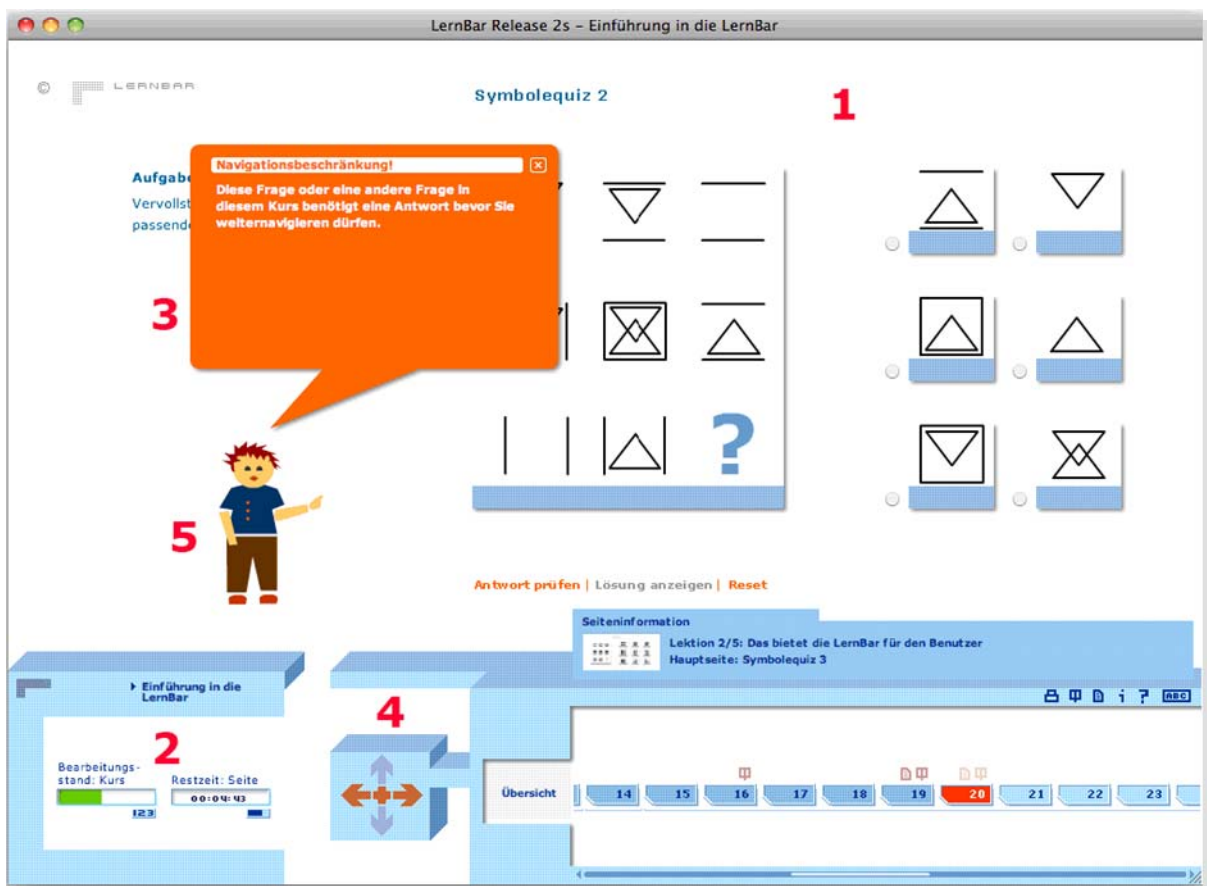 LernBar Release 2s – Einführung in die LernBar
© LERNBAR
Symbolequiz 2
1
Navigationsbeschränkung!
Diese Frage oder eine andere Frage in
diesem Kurs benötigt eine Antwort bevor Sie
weiternavigieren dürfen.
Aufgabe
Vervollst
passend
3
?
5
Antwort prüfen | Lösung anzeigen | Reset
Seiteninformation
Lektion 2/5: Das bietet die LernBar für den Benutzer
Hauptseite: Symbolequiz 3
Einführung in die
LernBar
2
4
Bearbeitungs-
stand: Kurs
Restzeit: Seite
00:04:43
123
i ? ABC
Übersicht
14 15 16 17 18 19 20 21 22 23